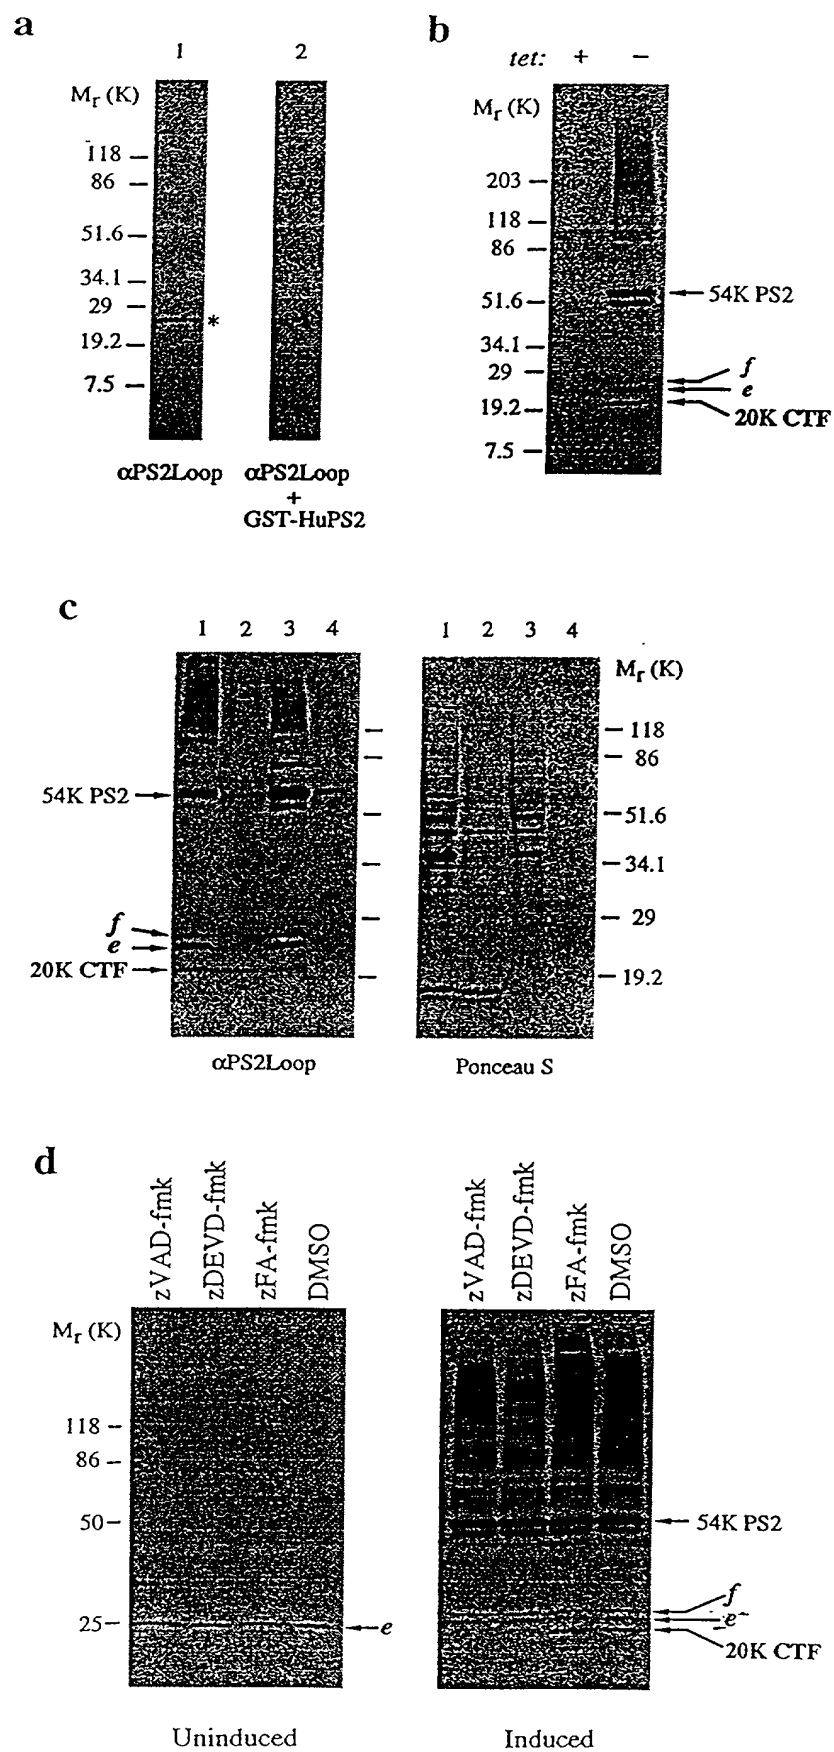 a
1 2
Mr (K)
118
86
51.6
34.1
29
19.2
7.5
*
αPS2Loop
αPS2Loop
+
GST-HuPS2
b
tet: + −
Mr (K)
203
118
86
51.6
34.1
29
19.2
7.5
54K PS2
f
e
20K CTF
c
1 2 3 4
54K PS2
f
e
20K CTF
αPS2Loop
1 2 3 4
Mr (K)
118
86
51.6
34.1
29
19.2
Ponceau S
d
zVAD-fmk
zDEVD-fmk
zFA-fmk
DMSO
Mr (K)
118
86
50
25
e
Uninduced
zVAD-fmk
zDEVD-fmk
zFA-fmk
DMSO
54K PS2
f
e
20K CTF
Induced